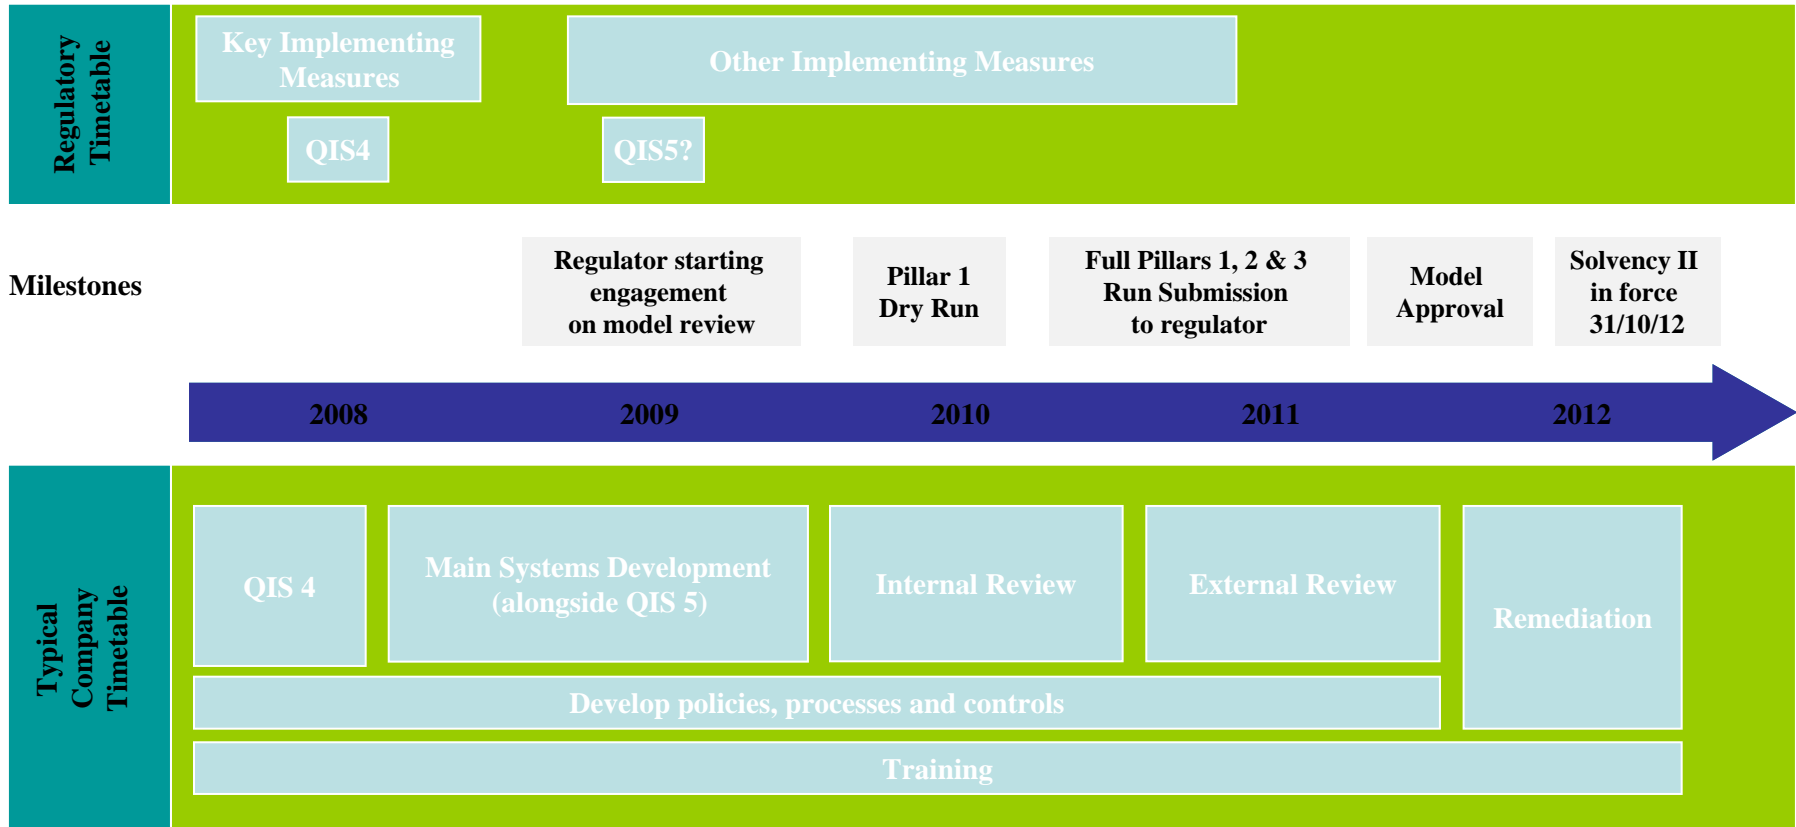 Regulatory
Timetable
Key Implementing
Measures
Other Implementing Measures
QIS4
QIS5?
Milestones
Regulator starting
engagement
on model review
Pillar 1
Dry Run
Full Pillars 1, 2 & 3
Run Submission
to regulator
Model
Approval
Solvency II
in force
31/10/12
2008
2009
2010
2011
2012
Typical
Company
Timetable
QIS 4
Main Systems Development
(alongside QIS 5)
Internal Review
External Review
Remediation
Develop policies, processes and controls
Training